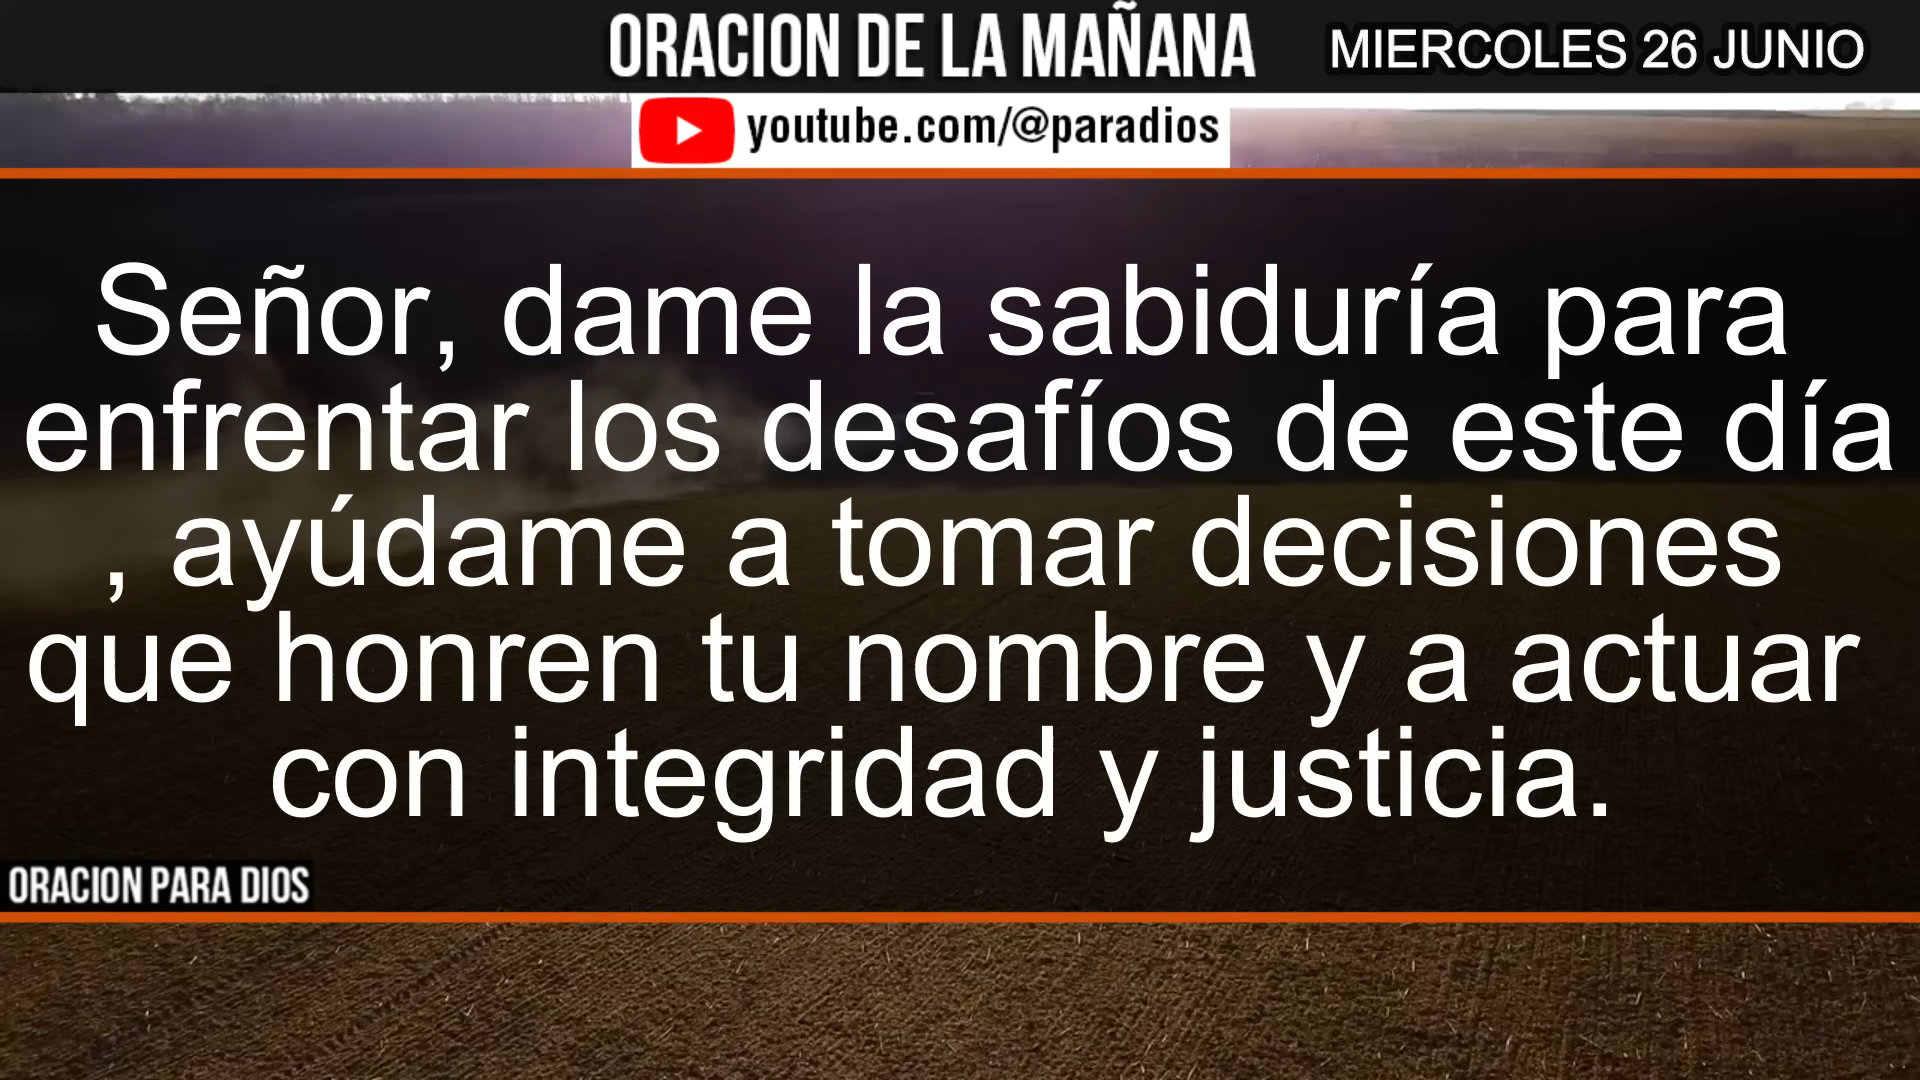 ORACION DE LA MAÑANA
MIERCOLES 26 JUNIO
youtube.com/@paradios
Señor, dame la sabiduría para
enfrentar los desafíos de este día
, ayúdame a tomar decisiones
que honren tu nombre y a actuar
con integridad y justicia.
ORACION PARA DIOS